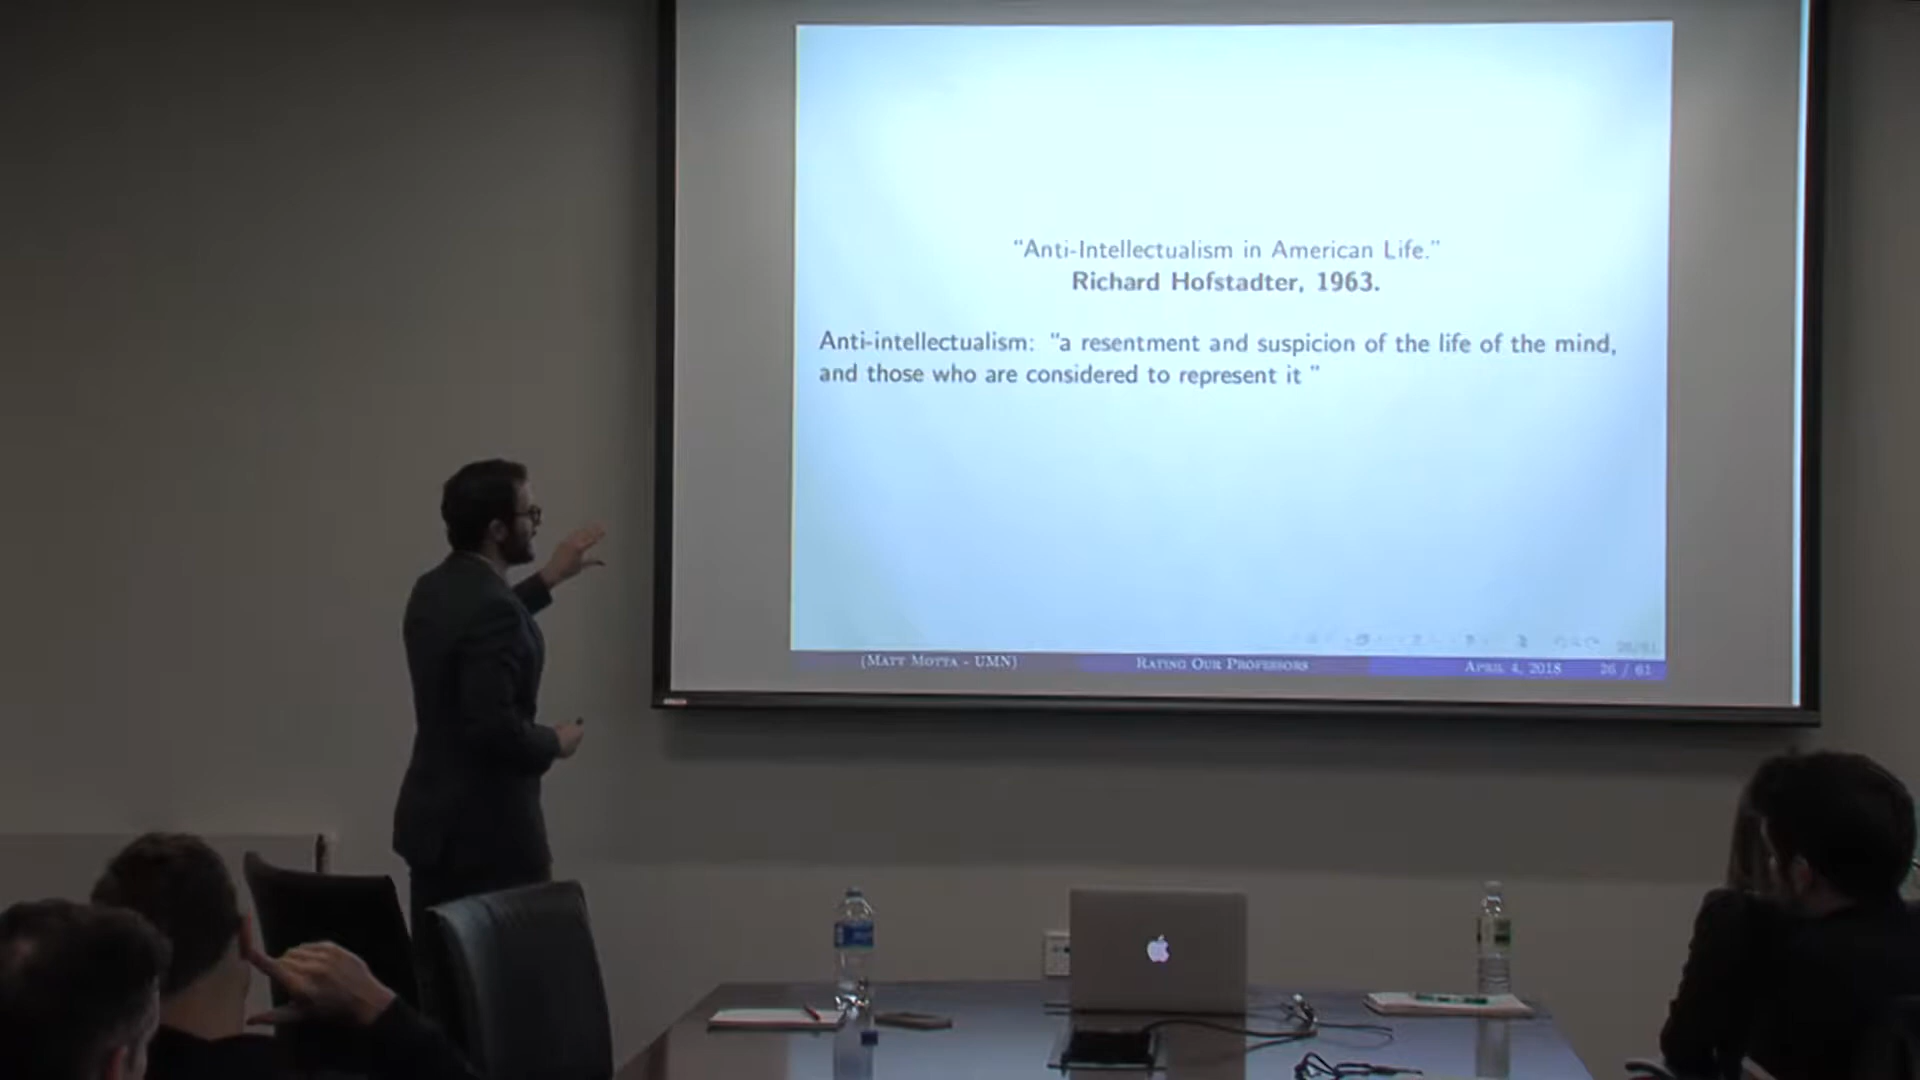 “Anti-Intellectualism in American Life.”
Richard Hofstadter, 1963.
Anti-intellectualism: “a resentment and suspicion of the life of the mind,
and those who are considered to represent it ”
(Matt Motta - UMN)
Rating Our Professors
April 4, 2018
26 / 61